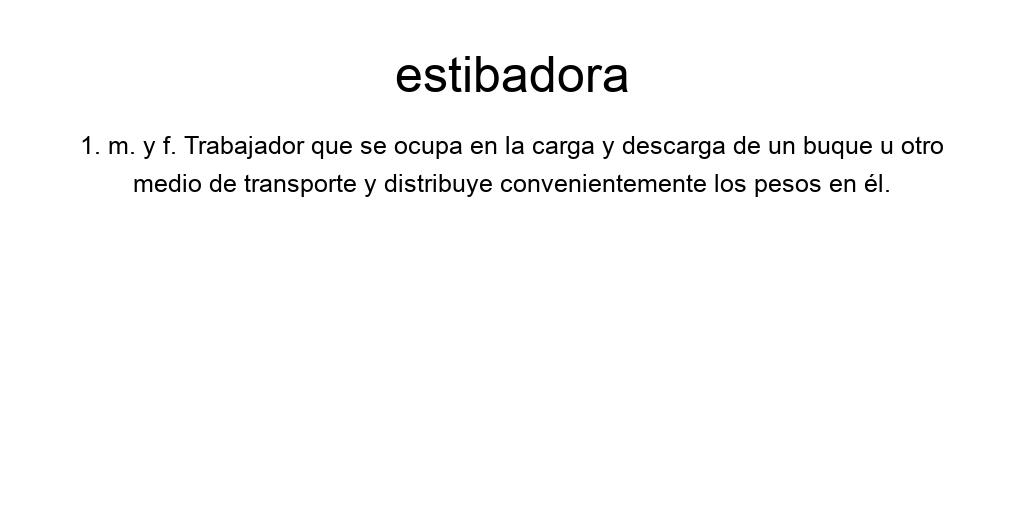 estibadora
1. m. y f. Trabajador que se ocupa en la carga y descarga de un buque u otro
medio de transporte y distribuye convenientemente los pesos en él.